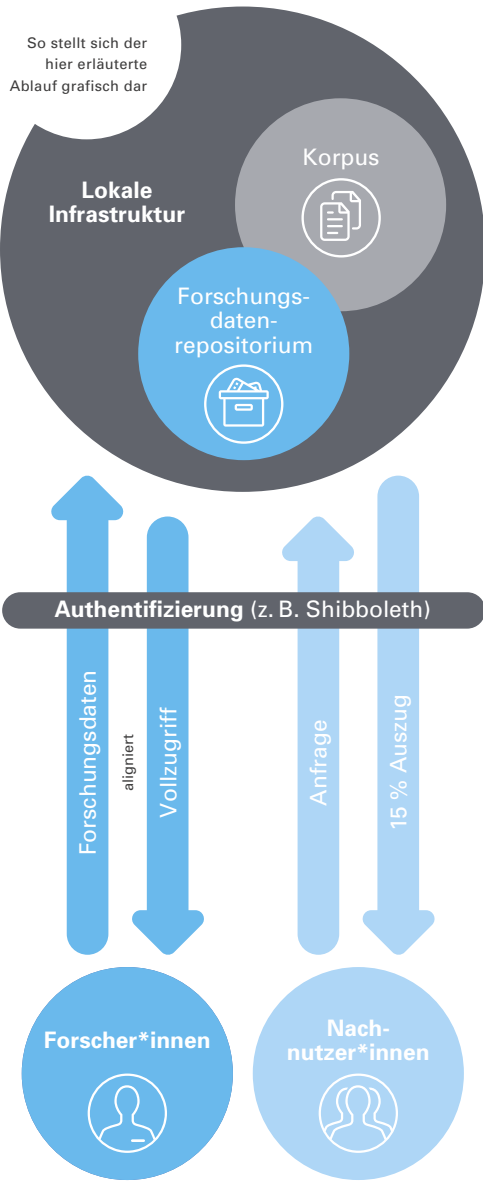 So stellt sich der
hier erläuterte
Ablauf grafisch dar
Korpus
Lokale
Infrastruktur
Forschungs-
daten-
repositorium
Authentifizierung (z. B. Shibboleth)
Forschungsdaten
aligniert
Vollzugriff
Anfrage
15 % Auszug
Forscher*innen
Nach-
nutzer*innen